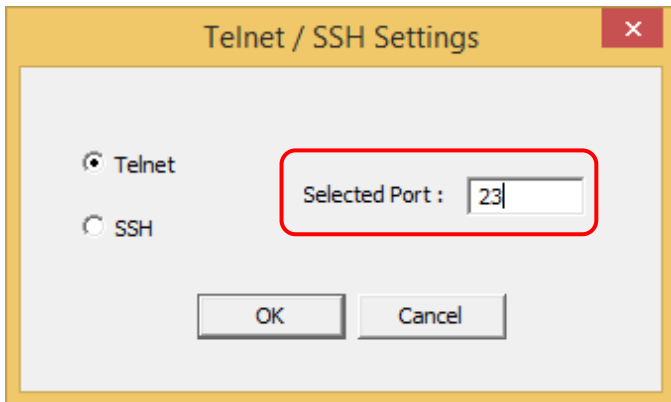 Telnet / SSH Settings
Telnet
Selected Port : 23
SSH
OK Cancel